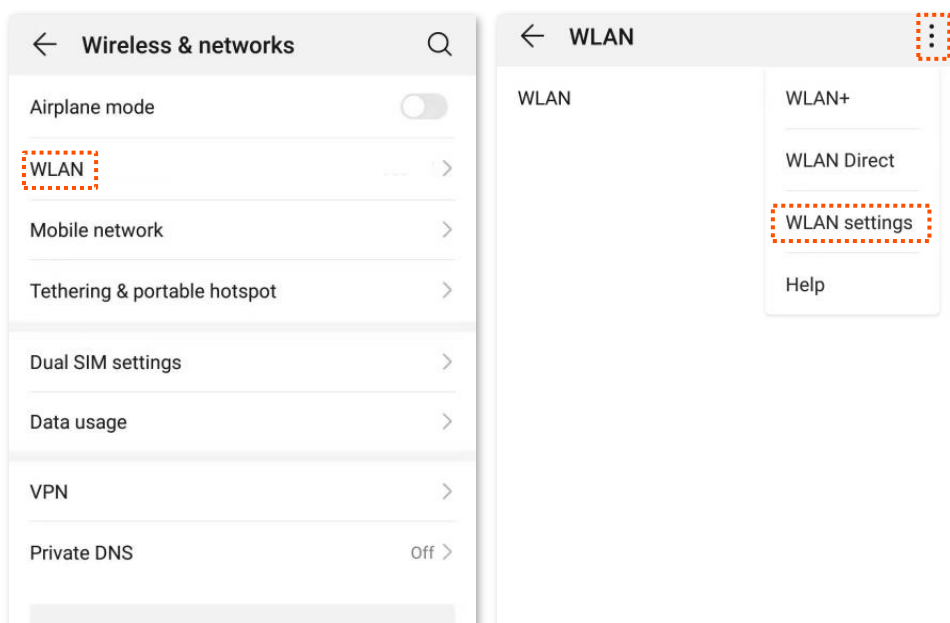 Wireless & networks
Airplane mode
WLAN
Mobile network
Tethering & portable hotspot
Dual SIM settings
Data usage
VPN
Private DNS Off
WLAN
WLAN
WLAN+
WLAN Direct
WLAN settings
Help